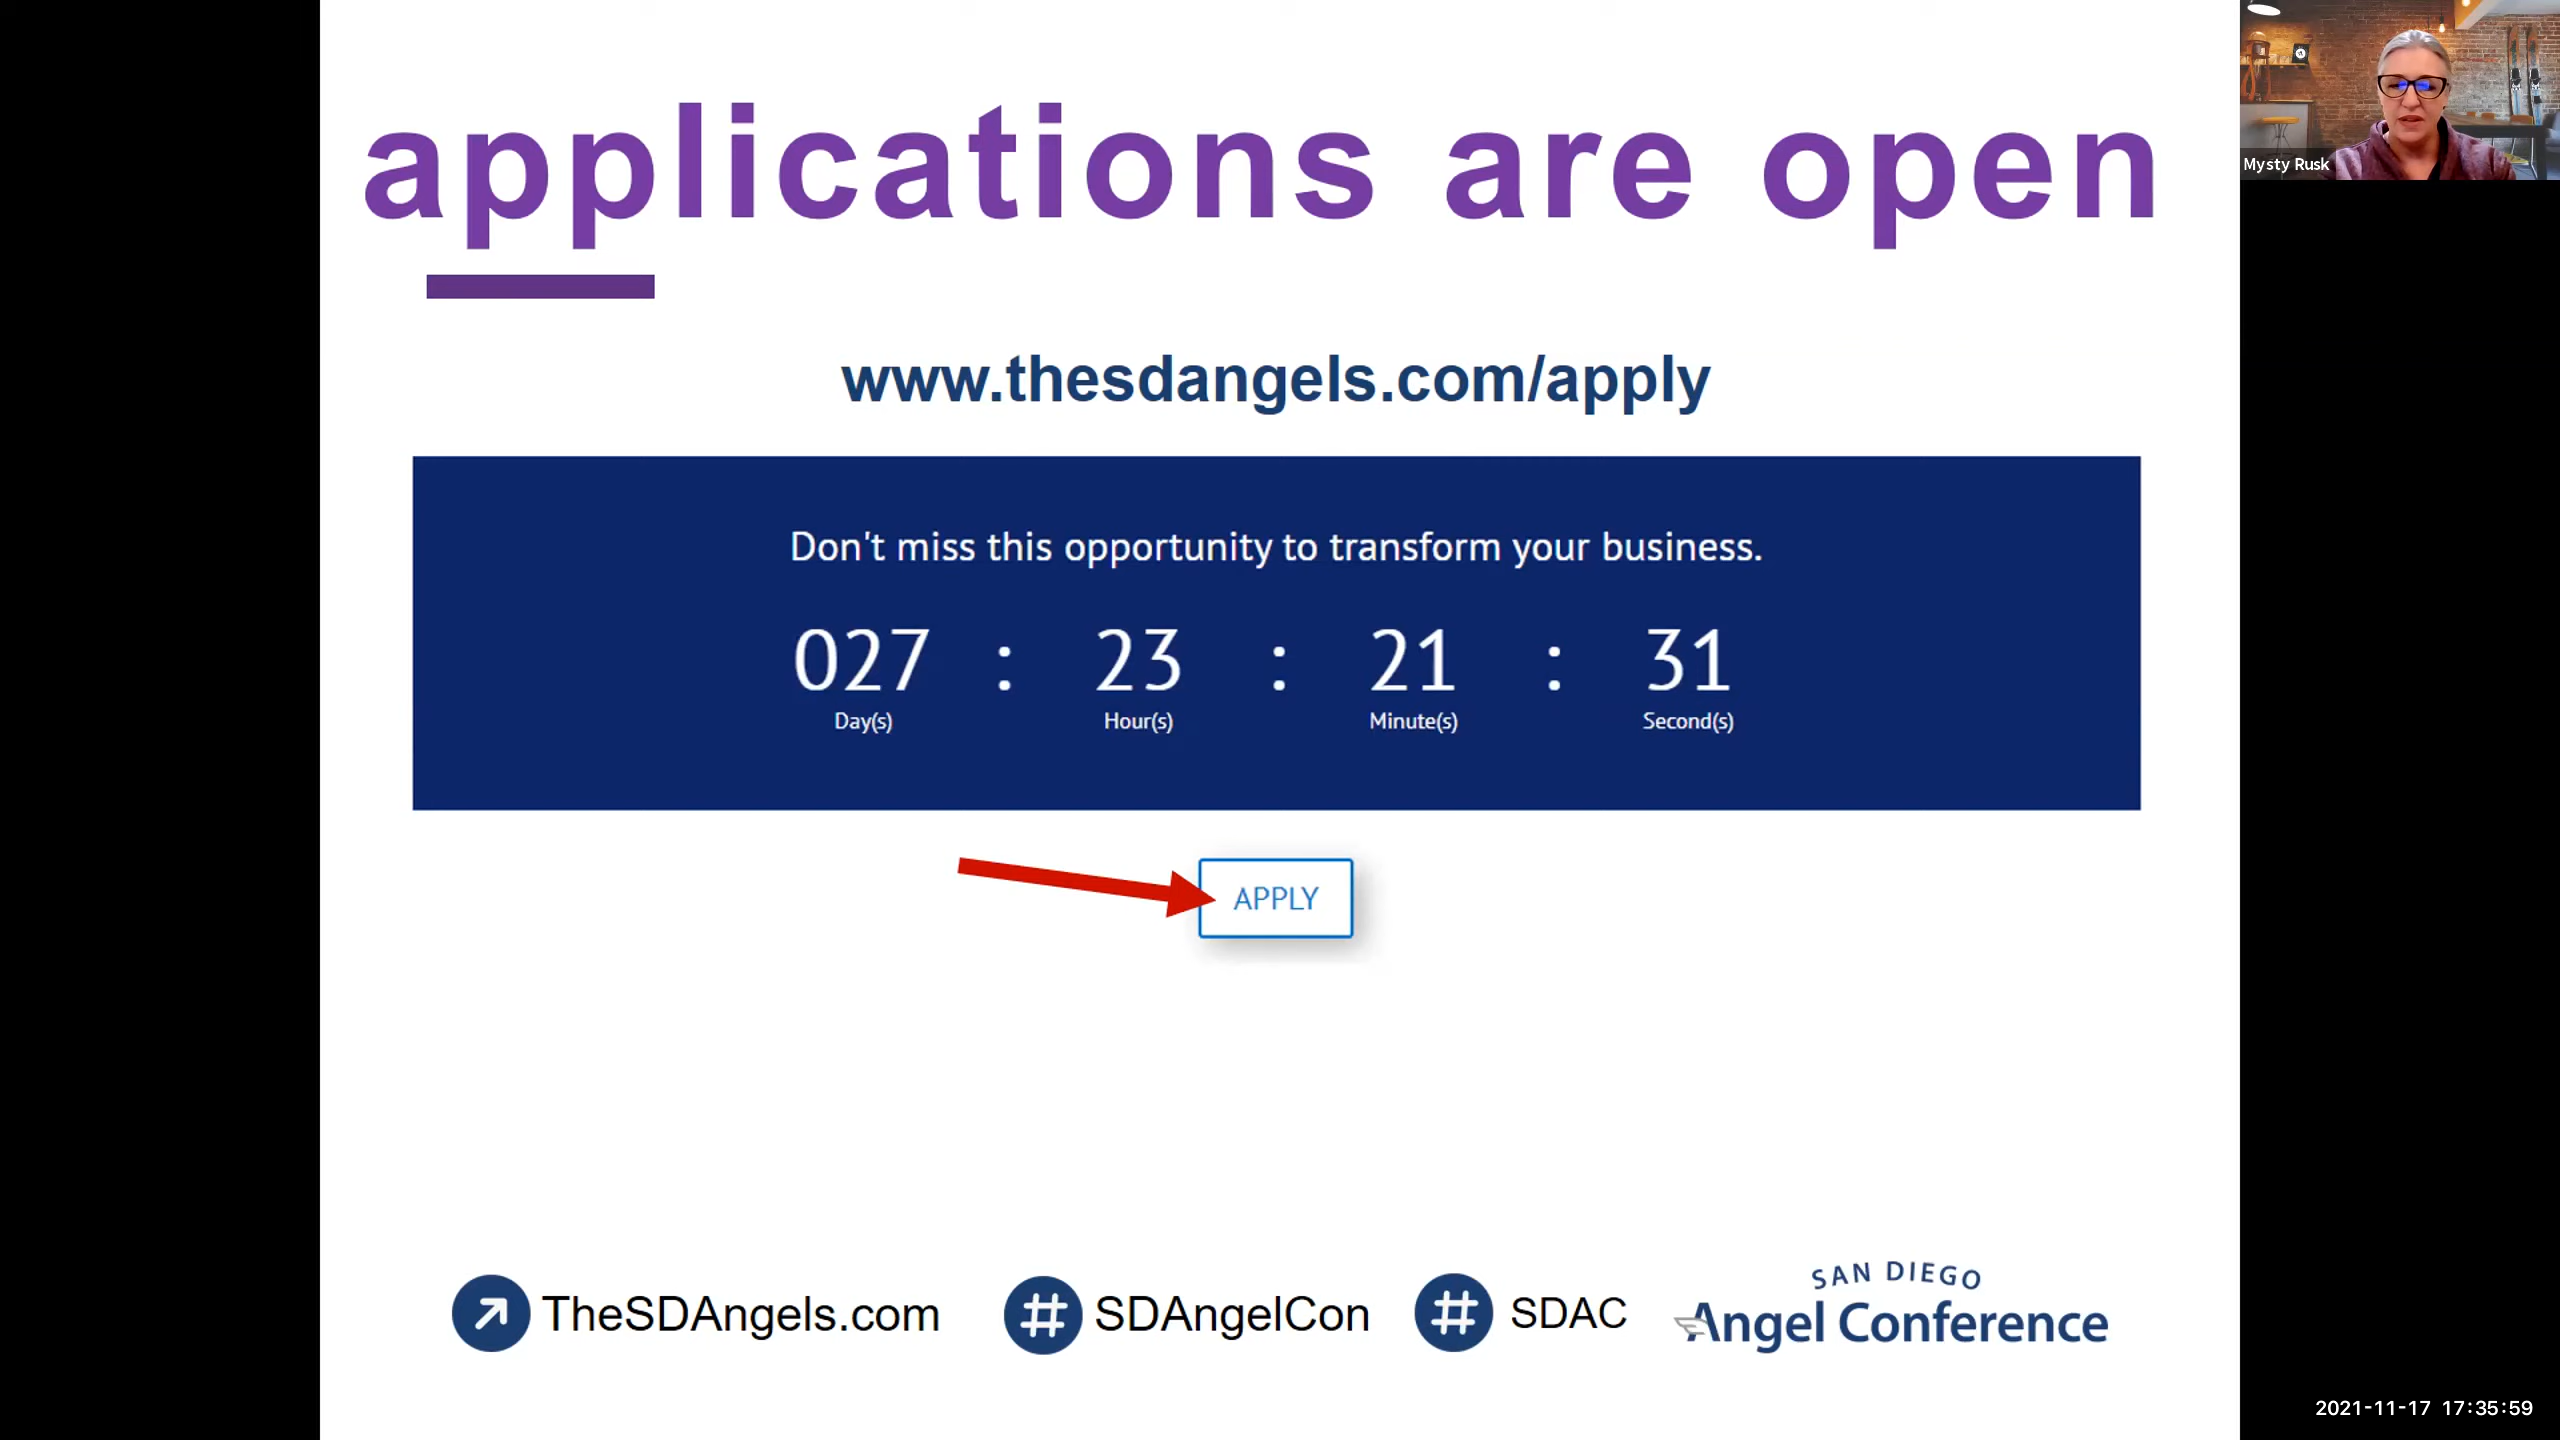 applications are open
Mysty Rusk
www.thesdangels.com/apply
Don't miss this opportunity to transform your business.
027 : 23 : 21 : 31
Day(s) Hour(s) Minute(s) Second(s)
APPLY
SAN DIEGO
TheSDAngels.com # SDAngelCon # SDAC Angel Conference
2021-11-17 17:35:59